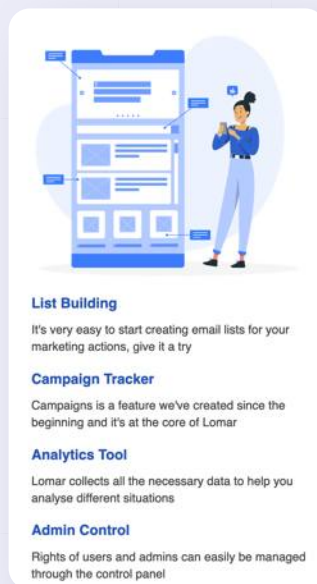 List Building
It's very easy to start creating email lists for your
marketing actions, give it a try
Campaign Tracker
Campaigns is a feature we've created since the
beginning and it's at the core of Lomar
Analytics Tool
Lomar collects all the necessary data to help you
analyse different situations
Admin Control
Rights of users and admins can easily be managed
through the control panel